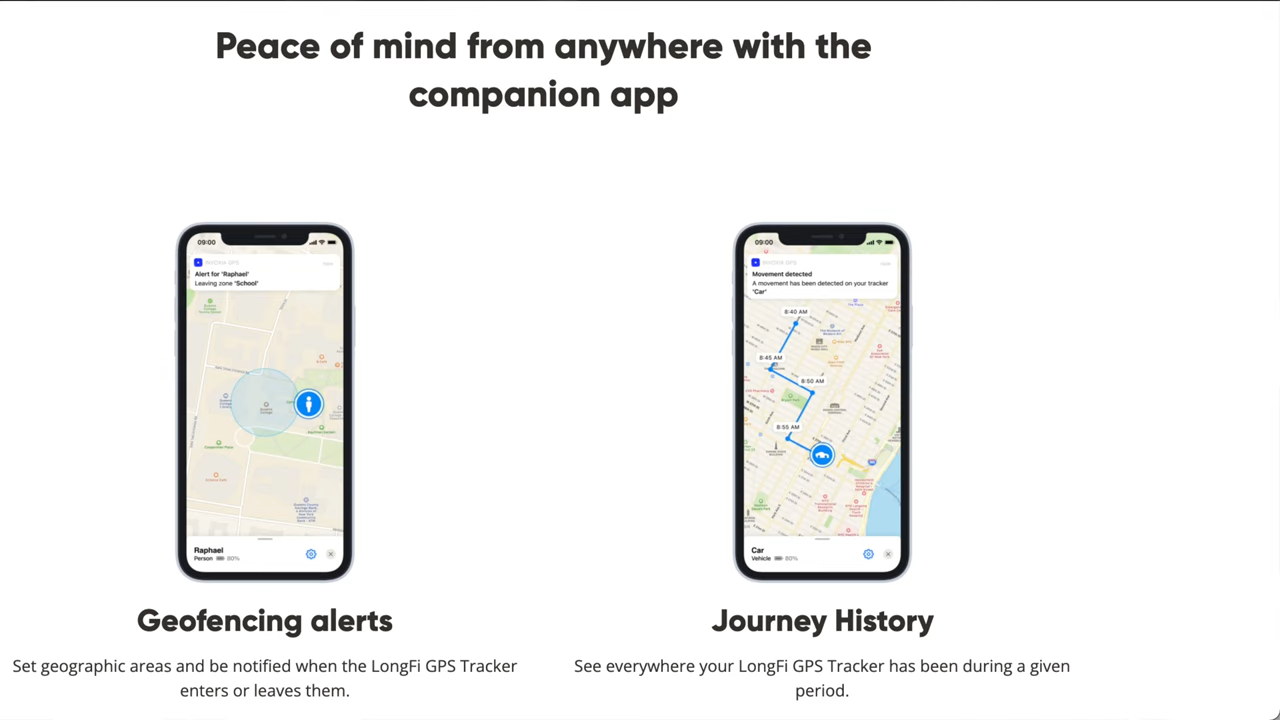 Peace of mind from anywhere with the
companion app
09:00
Alert for 'Raphael'
Leaving zone 'School'
Raphael
Person 80%
Geofencing alerts
Set geographic areas and be notified when the LongFi GPS Tracker
enters or leaves them.
09:00
Movement detected
A movement has been detected on your tracker
'Car'
8:40 AM
8:45 AM
8:50 AM
8:55 AM
Car
Vehicle 80%
Journey History
See everywhere your LongFi GPS Tracker has been during a given
period.